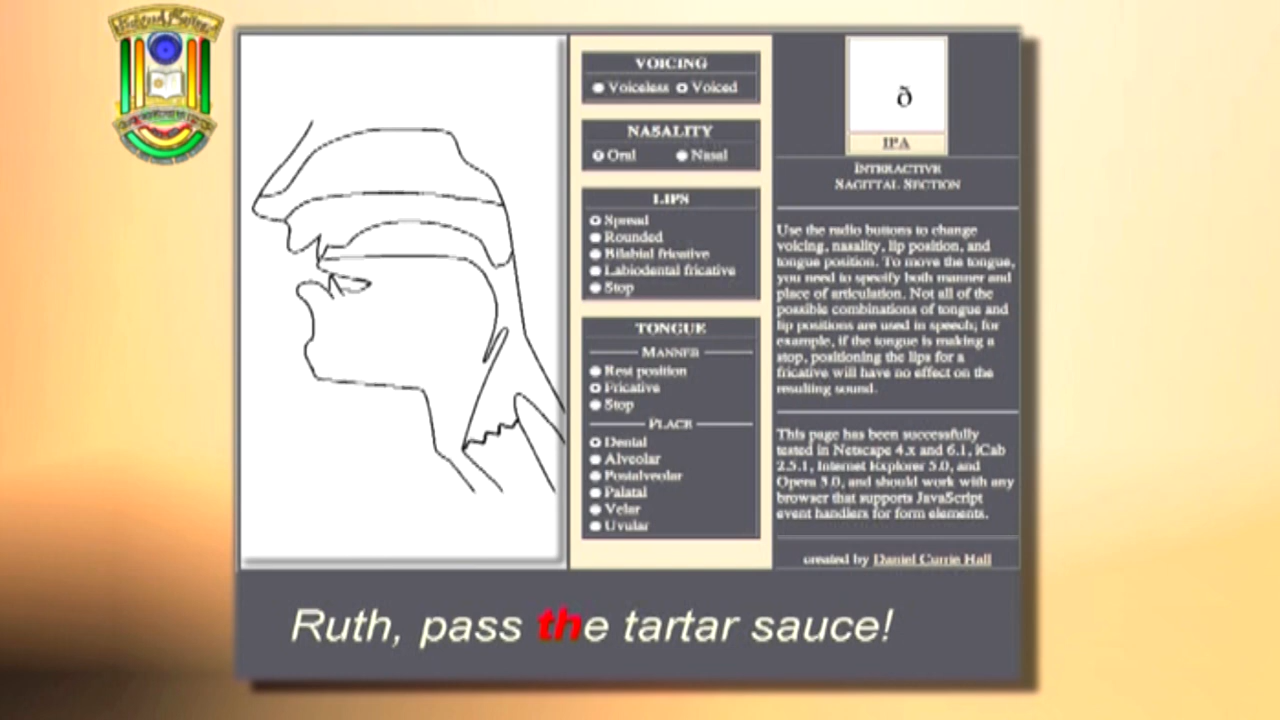 VOICING
Voiceless Voiced
NASALITY
Oral Nasal
LIPS
Spread
Rounded
Bilabial fricative
Labiodental fricative
Stop
TONGUE
MANNER
Rest position
Fricative
Stop
PLACE
Dental
Alveolar
Postalveolar
Palatal
Velar
Uvular
ð
IPA
INTERACTIVE
SAGITTAL SECTION
Use the radio buttons to change
voicing, nasality, lip position, and
tongue position. To move the tongue,
you need to specify both manner and
place of articulation. Not all of the
possible combinations of tongue and
lip positions are used in speech; for
example, if the tongue is making a
stop, positioning the lips for a
fricative will have no effect on the
resulting sound.
This page has been successfully
tested in Netscape 4.x and 6.1, iCab
2.5.1, Internet Explorer 5.0, and
Opera 5.0, and should work with any
browser that supports JavaScript
event handlers for form elements.
created by Daniel Currie Hall
Ruth, pass the tartar sauce!